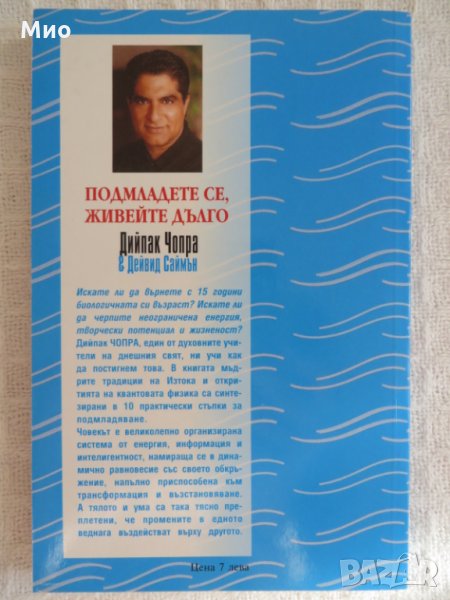 Мио
ПОДМЛАДЕТЕ СЕ,
ЖИВЕЙТЕ ДЪЛГО
Дийпак Чопра
& Дейвид Саймън
Искате ли да върнете с 15 години
биологичната си възраст? Искате ли
да черпите неограничена енергия,
творчески потенциал и жизненост?
Дийпак ЧОПРА, един от духовните учи-
тели на днешния свят, ни учи как
да постигнем това. В книгата мъд-
рите традиции на Изтока и откри-
тията на квантовата физика са синте-
зирани в 10 практически стъпки за
подмладяване.
Човекът е великолепно организирана
система от енергия, информация и
интелигентност, намираща се в дина-
мично равновесие със своето обкръ-
жение, напълно приспособена към
трансформация и възстановяване.
А тялото и ума са така тясно пре-
плетени, че промените в едното
веднага въздействат върху другото.
Цена 7 лева
BAZAR